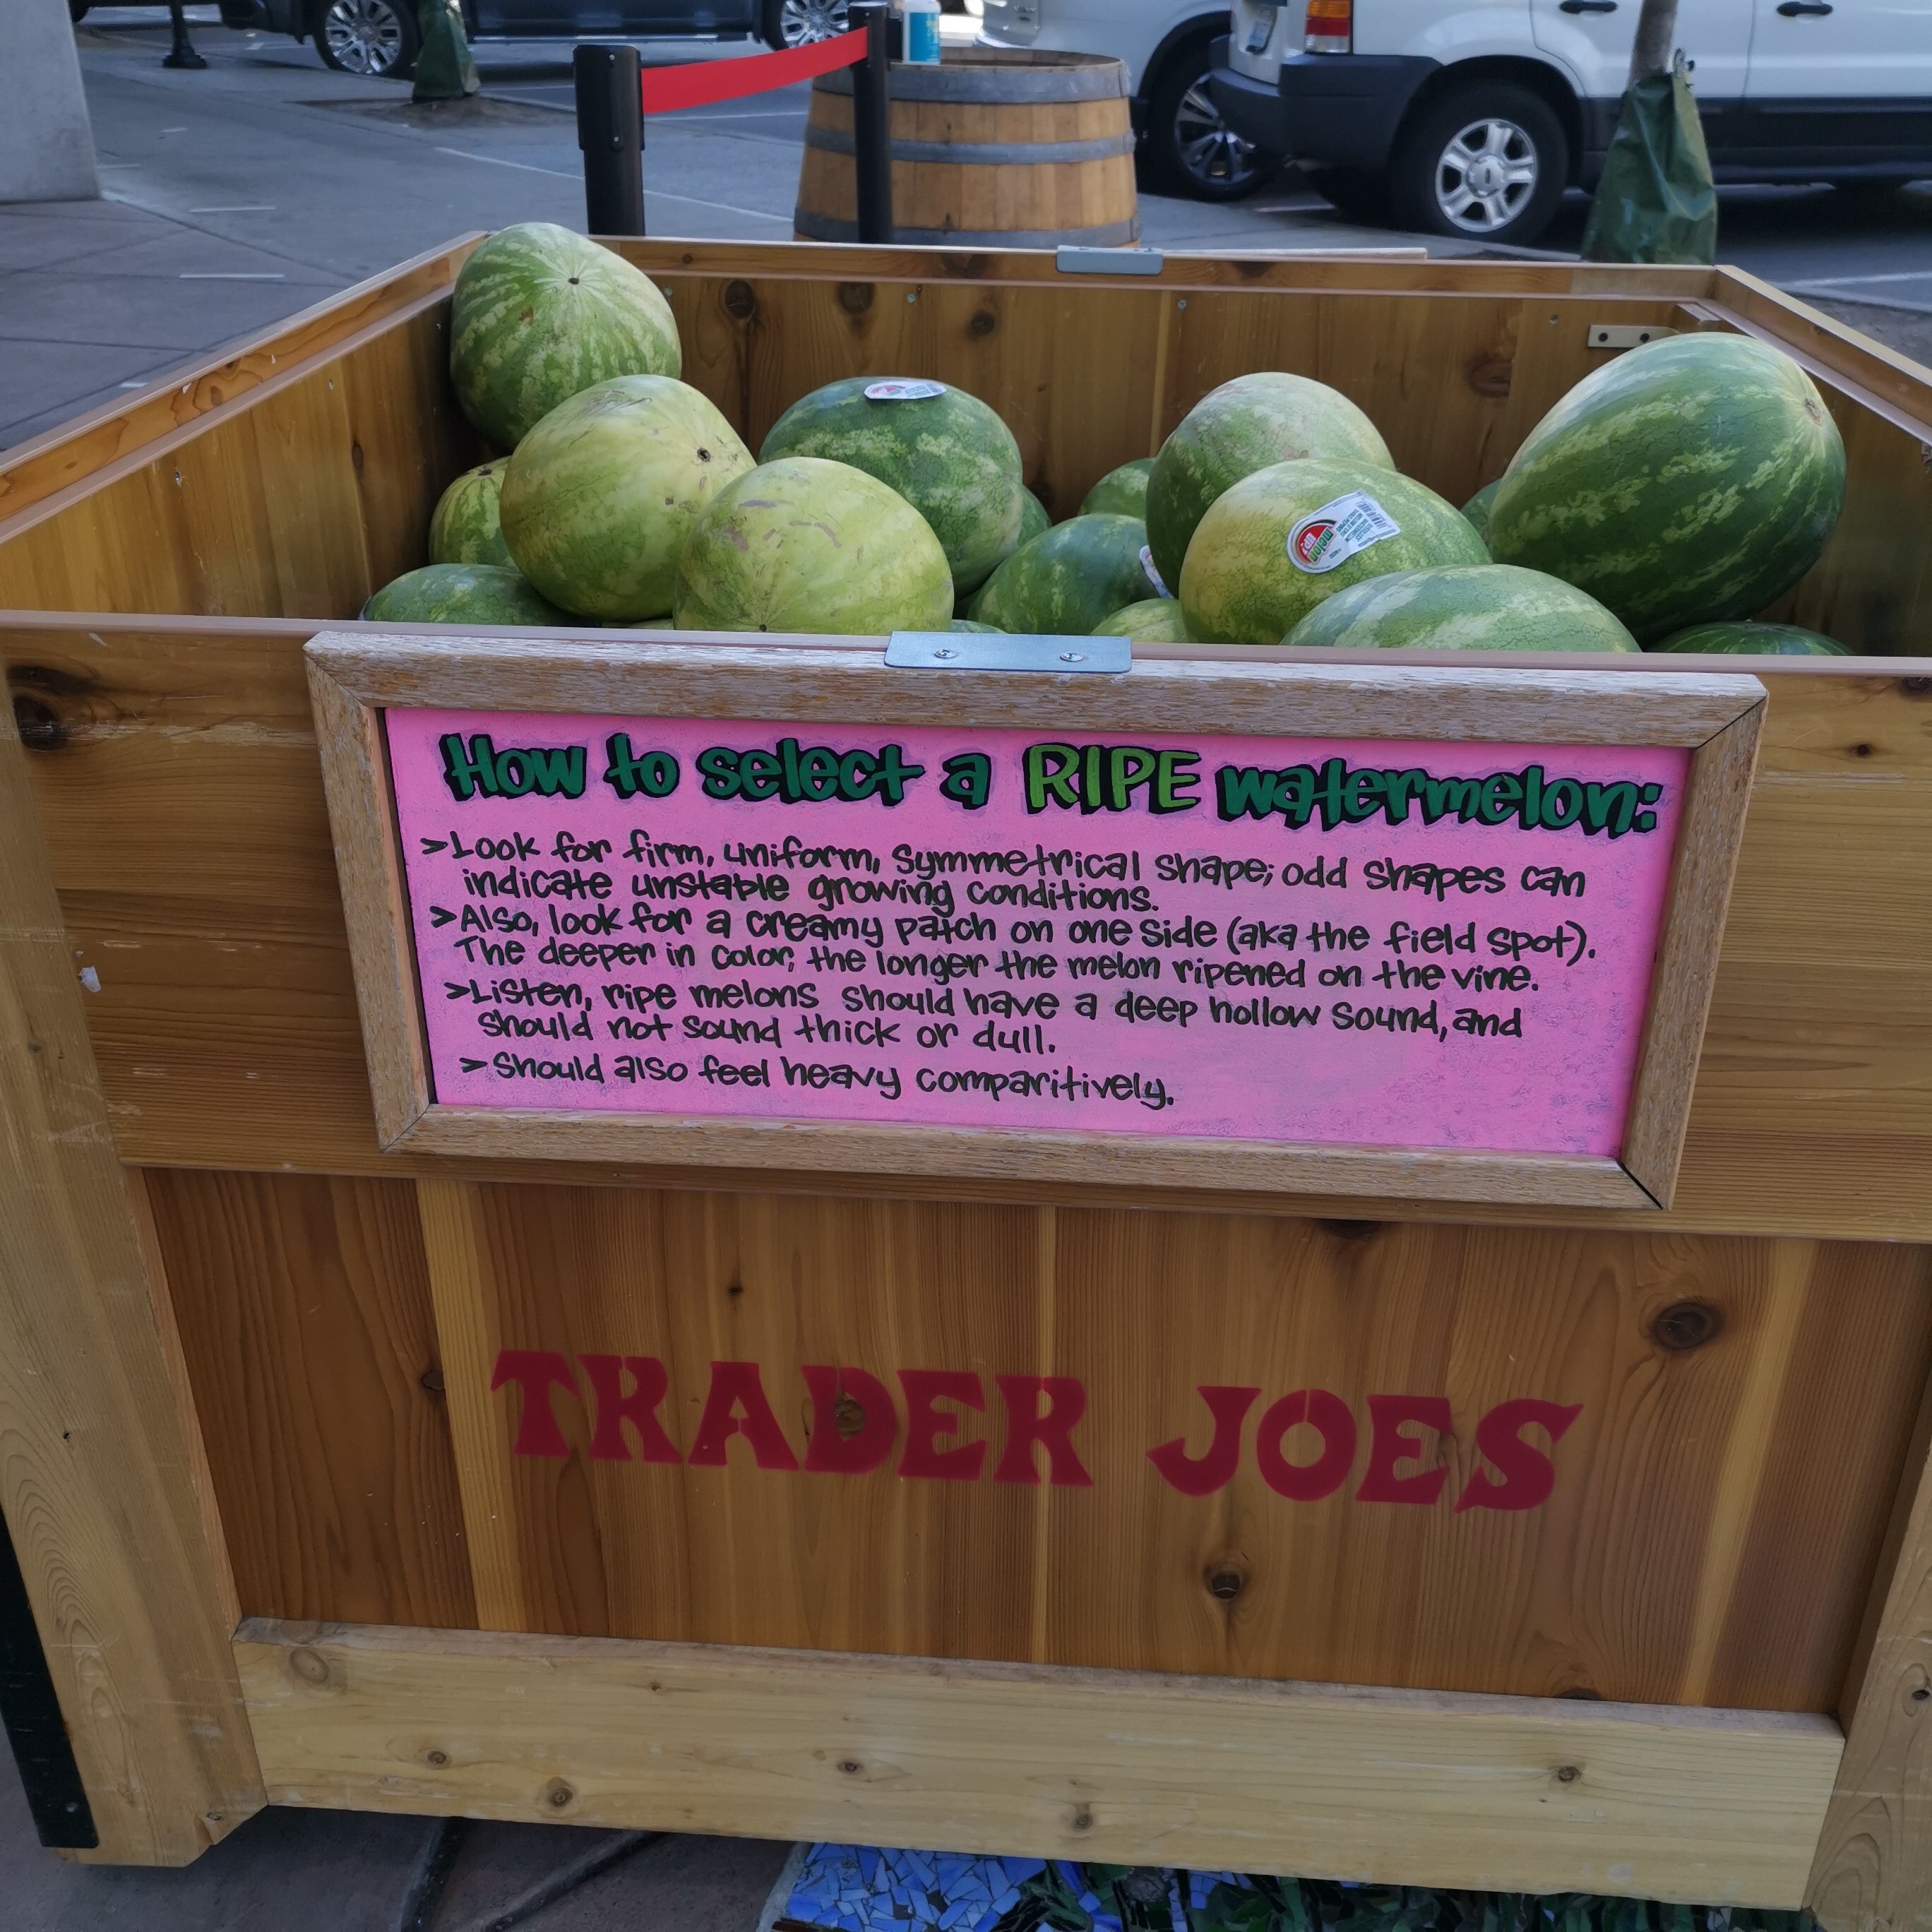 How to select a RIPE watermelon:
>Look for firm, uniform, symmetrical shape; odd shapes can
indicate unstable growing conditions.
>Also, look for a creamy patch on one side (aka the field spot).
The deeper in color, the longer the melon ripened on the vine.
>Listen, ripe melons should have a deep hollow sound, and
should not sound thick or dull.
>Should also feel heavy comparitively.
TRADER JOES
melon
up!